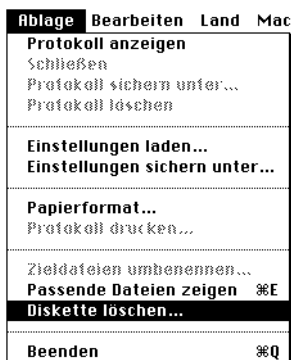 Ablage Bearbeiten Land Mac
Protokoll anzeigen
Schließen
Protokoll sichern unter...
Protokoll löschen
Einstellungen laden...
Einstellungen sichern unter...
Papierformat...
Protokoll drucken...
Zieldateien umbenennen...
Passende Dateien zeigen ⌘E
Diskette löschen...
Beenden ⌘Q